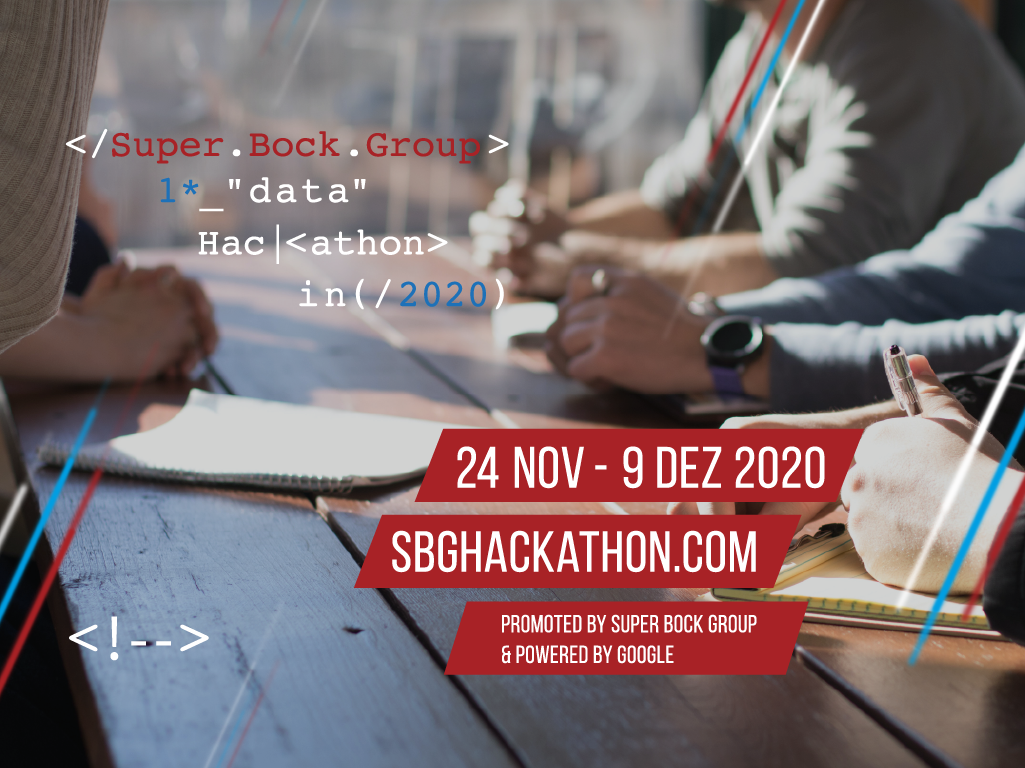 </Super.Bock.Group>
1*_"data"
Hac|<athon>
in(/2020)
24 NOV - 9 DEZ 2020
SBGHACKATHON.COM
PROMOTED BY SUPER BOCK GROUP
& POWERED BY GOOGLE
<!-->